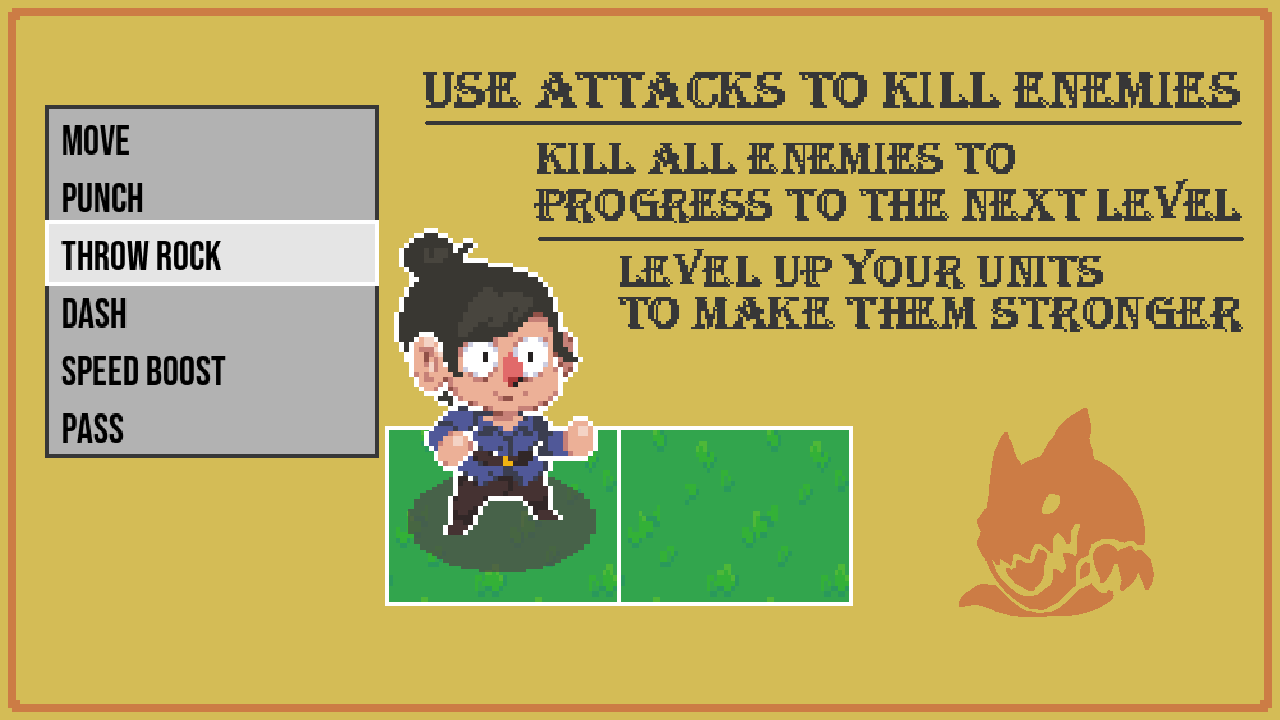 USE ATTACKS TO KILL ENEMIES
KILL ALL ENEMIES TO
PROGRESS TO THE NEXT LEVEL
LEVEL UP YOUR UNITS
TO MAKE THEM STRONGER
MOVE
PUNCH
THROW ROCK
DASH
SPEED BOOST
PASS